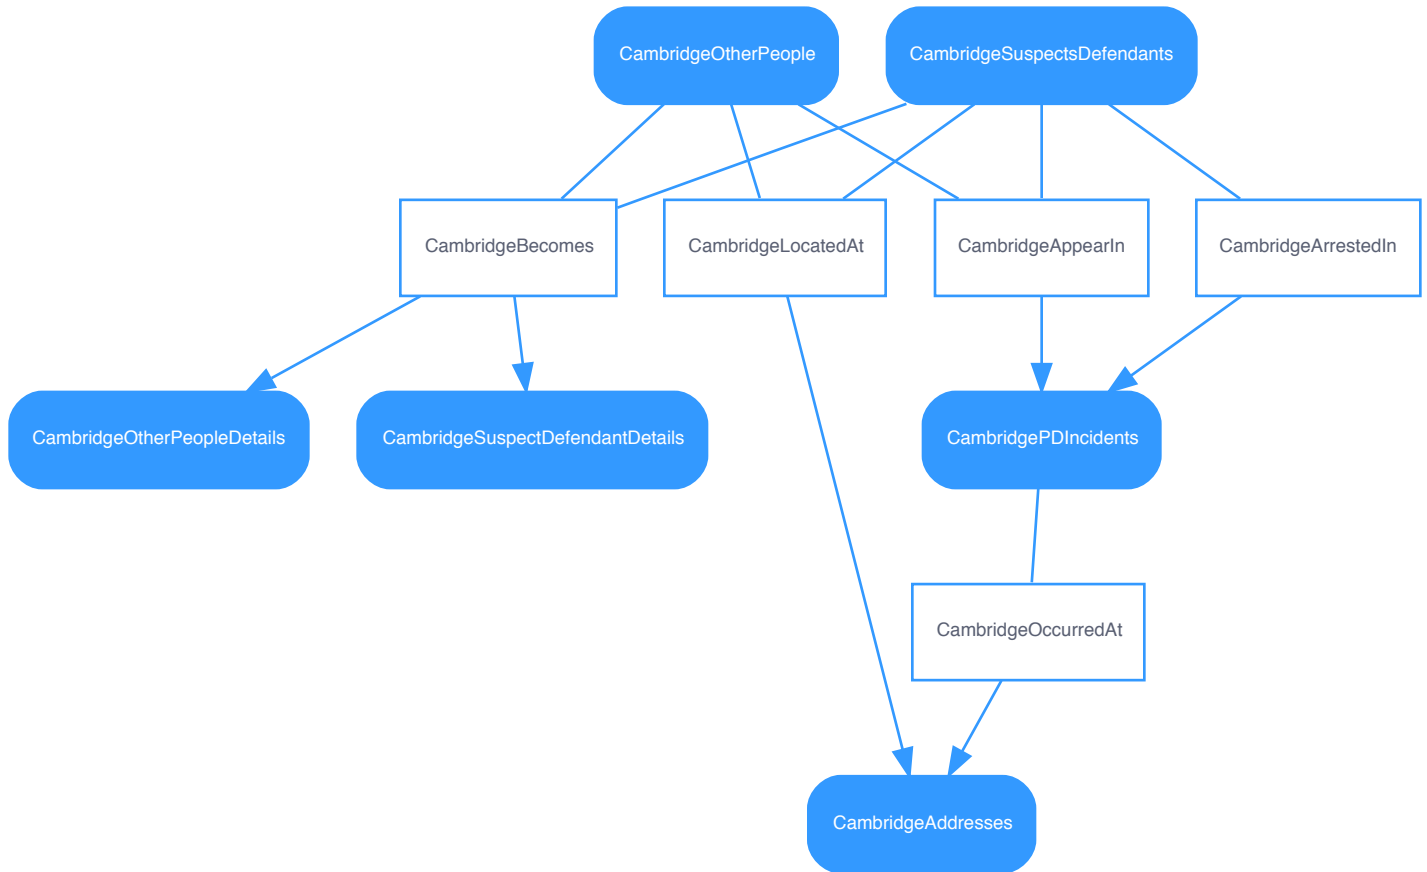 CambridgeOtherPeople
CambridgeSuspectsDefendants
CambridgeBecomes
CambridgeLocatedAt
CambridgeAppearIn
CambridgeArrestedIn
CambridgeOtherPeopleDetails
CambridgeSuspectDefendantDetails
CambridgePDIncidents
CambridgeOccurredAt
CambridgeAddresses